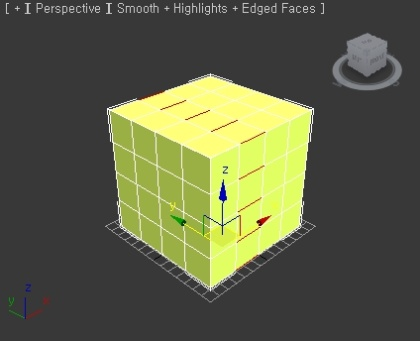 [ + ] Perspective ] Smooth + Highlights + Edged Faces ]
z
y
z
y
x